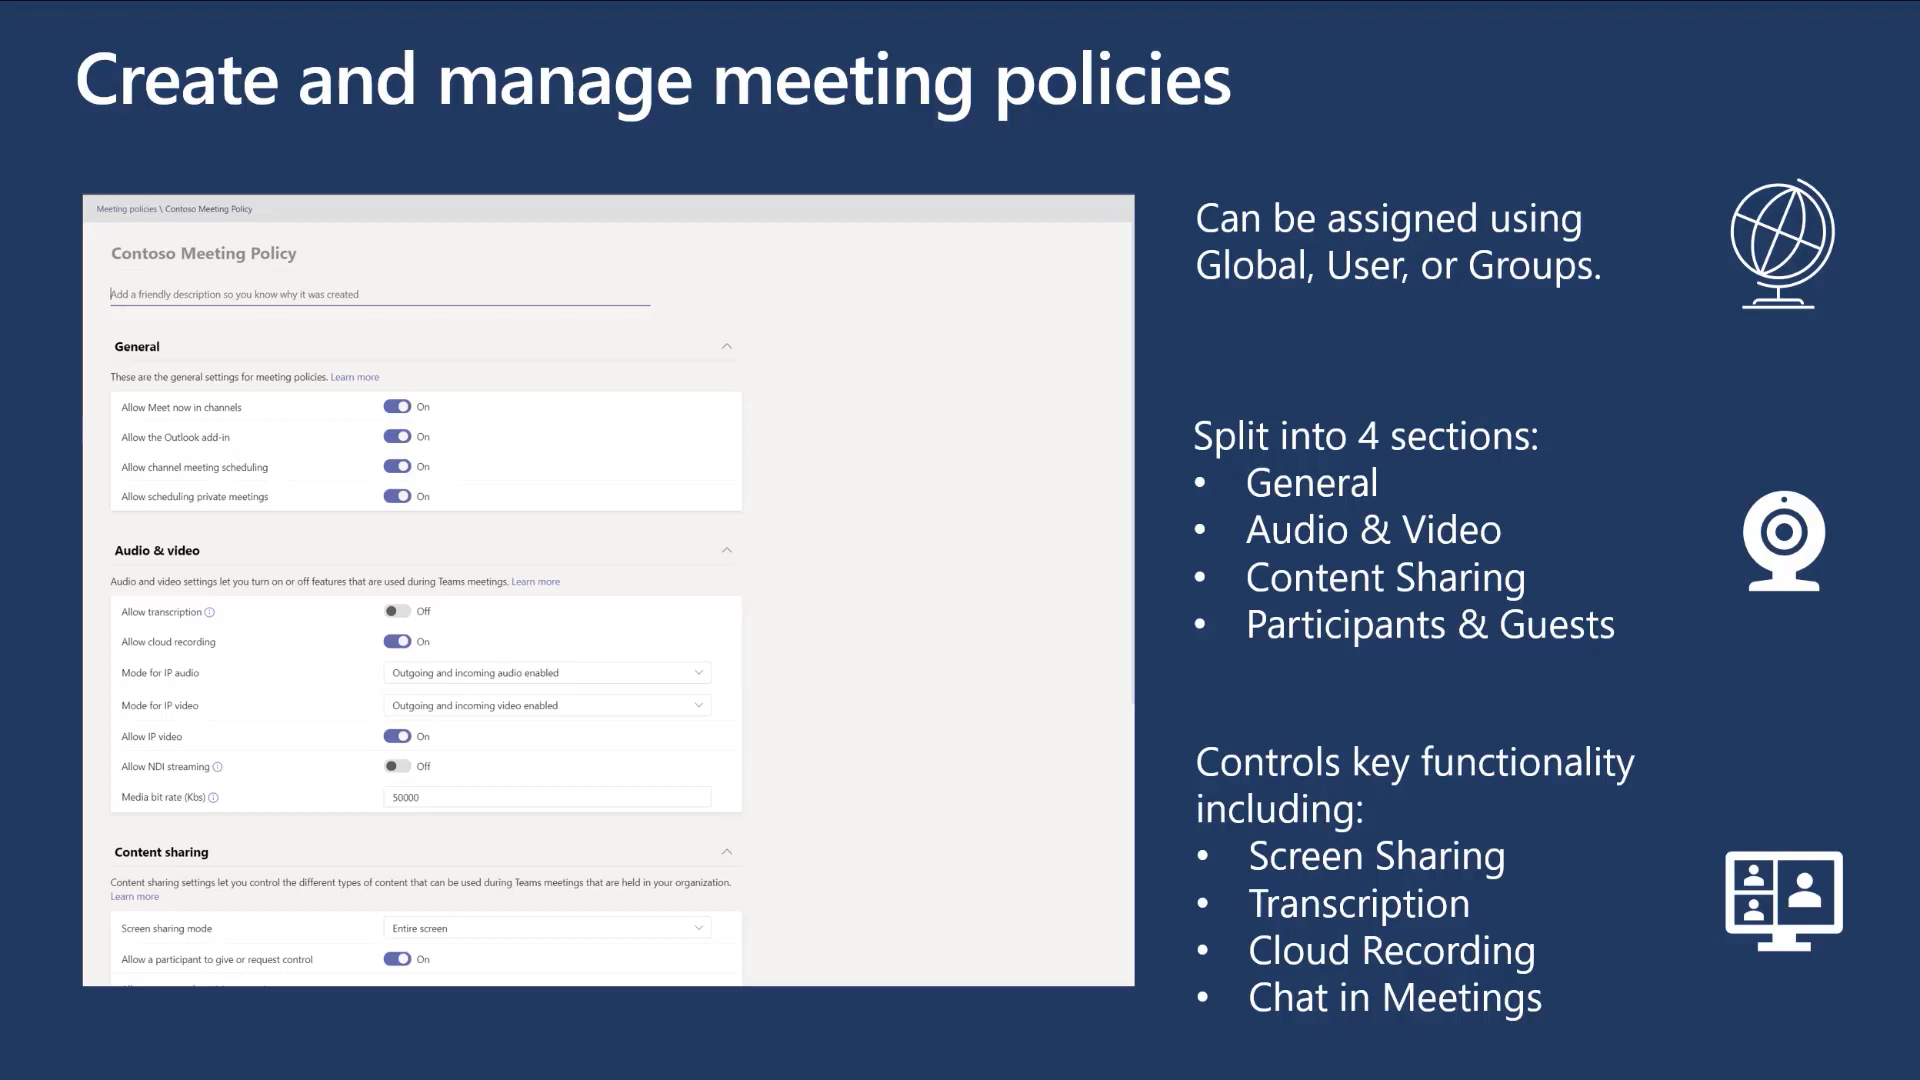 Create and manage meeting policies
Meeting policies \ Contoso Meeting Policy
Contoso Meeting Policy
Add a friendly description so you know why it was created
General
These are the general settings for meeting policies. Learn more
Allow Meet now in channels On
Allow the Outlook add-in On
Allow channel meeting scheduling On
Allow scheduling private meetings On
Audio & video
Audio and video settings let you turn on or off features that are used during Teams meetings. Learn more
Allow transcription Off
Allow cloud recording On
Mode for IP audio Outgoing and incoming audio enabled
Mode for IP video Outgoing and incoming video enabled
Allow IP video On
Allow NDI streaming Off
Media bit rate (Kbs) 50000
Content sharing
Content sharing settings let you control the different types of content that can be used during Teams meetings that are held in your organization.
Learn more
Screen sharing mode Entire screen
Allow a participant to give or request control On
Can be assigned using
Global, User, or Groups.
Split into 4 sections:
• General
• Audio & Video
• Content Sharing
• Participants & Guests
Controls key functionality
including:
• Screen Sharing
• Transcription
• Cloud Recording
• Chat in Meetings